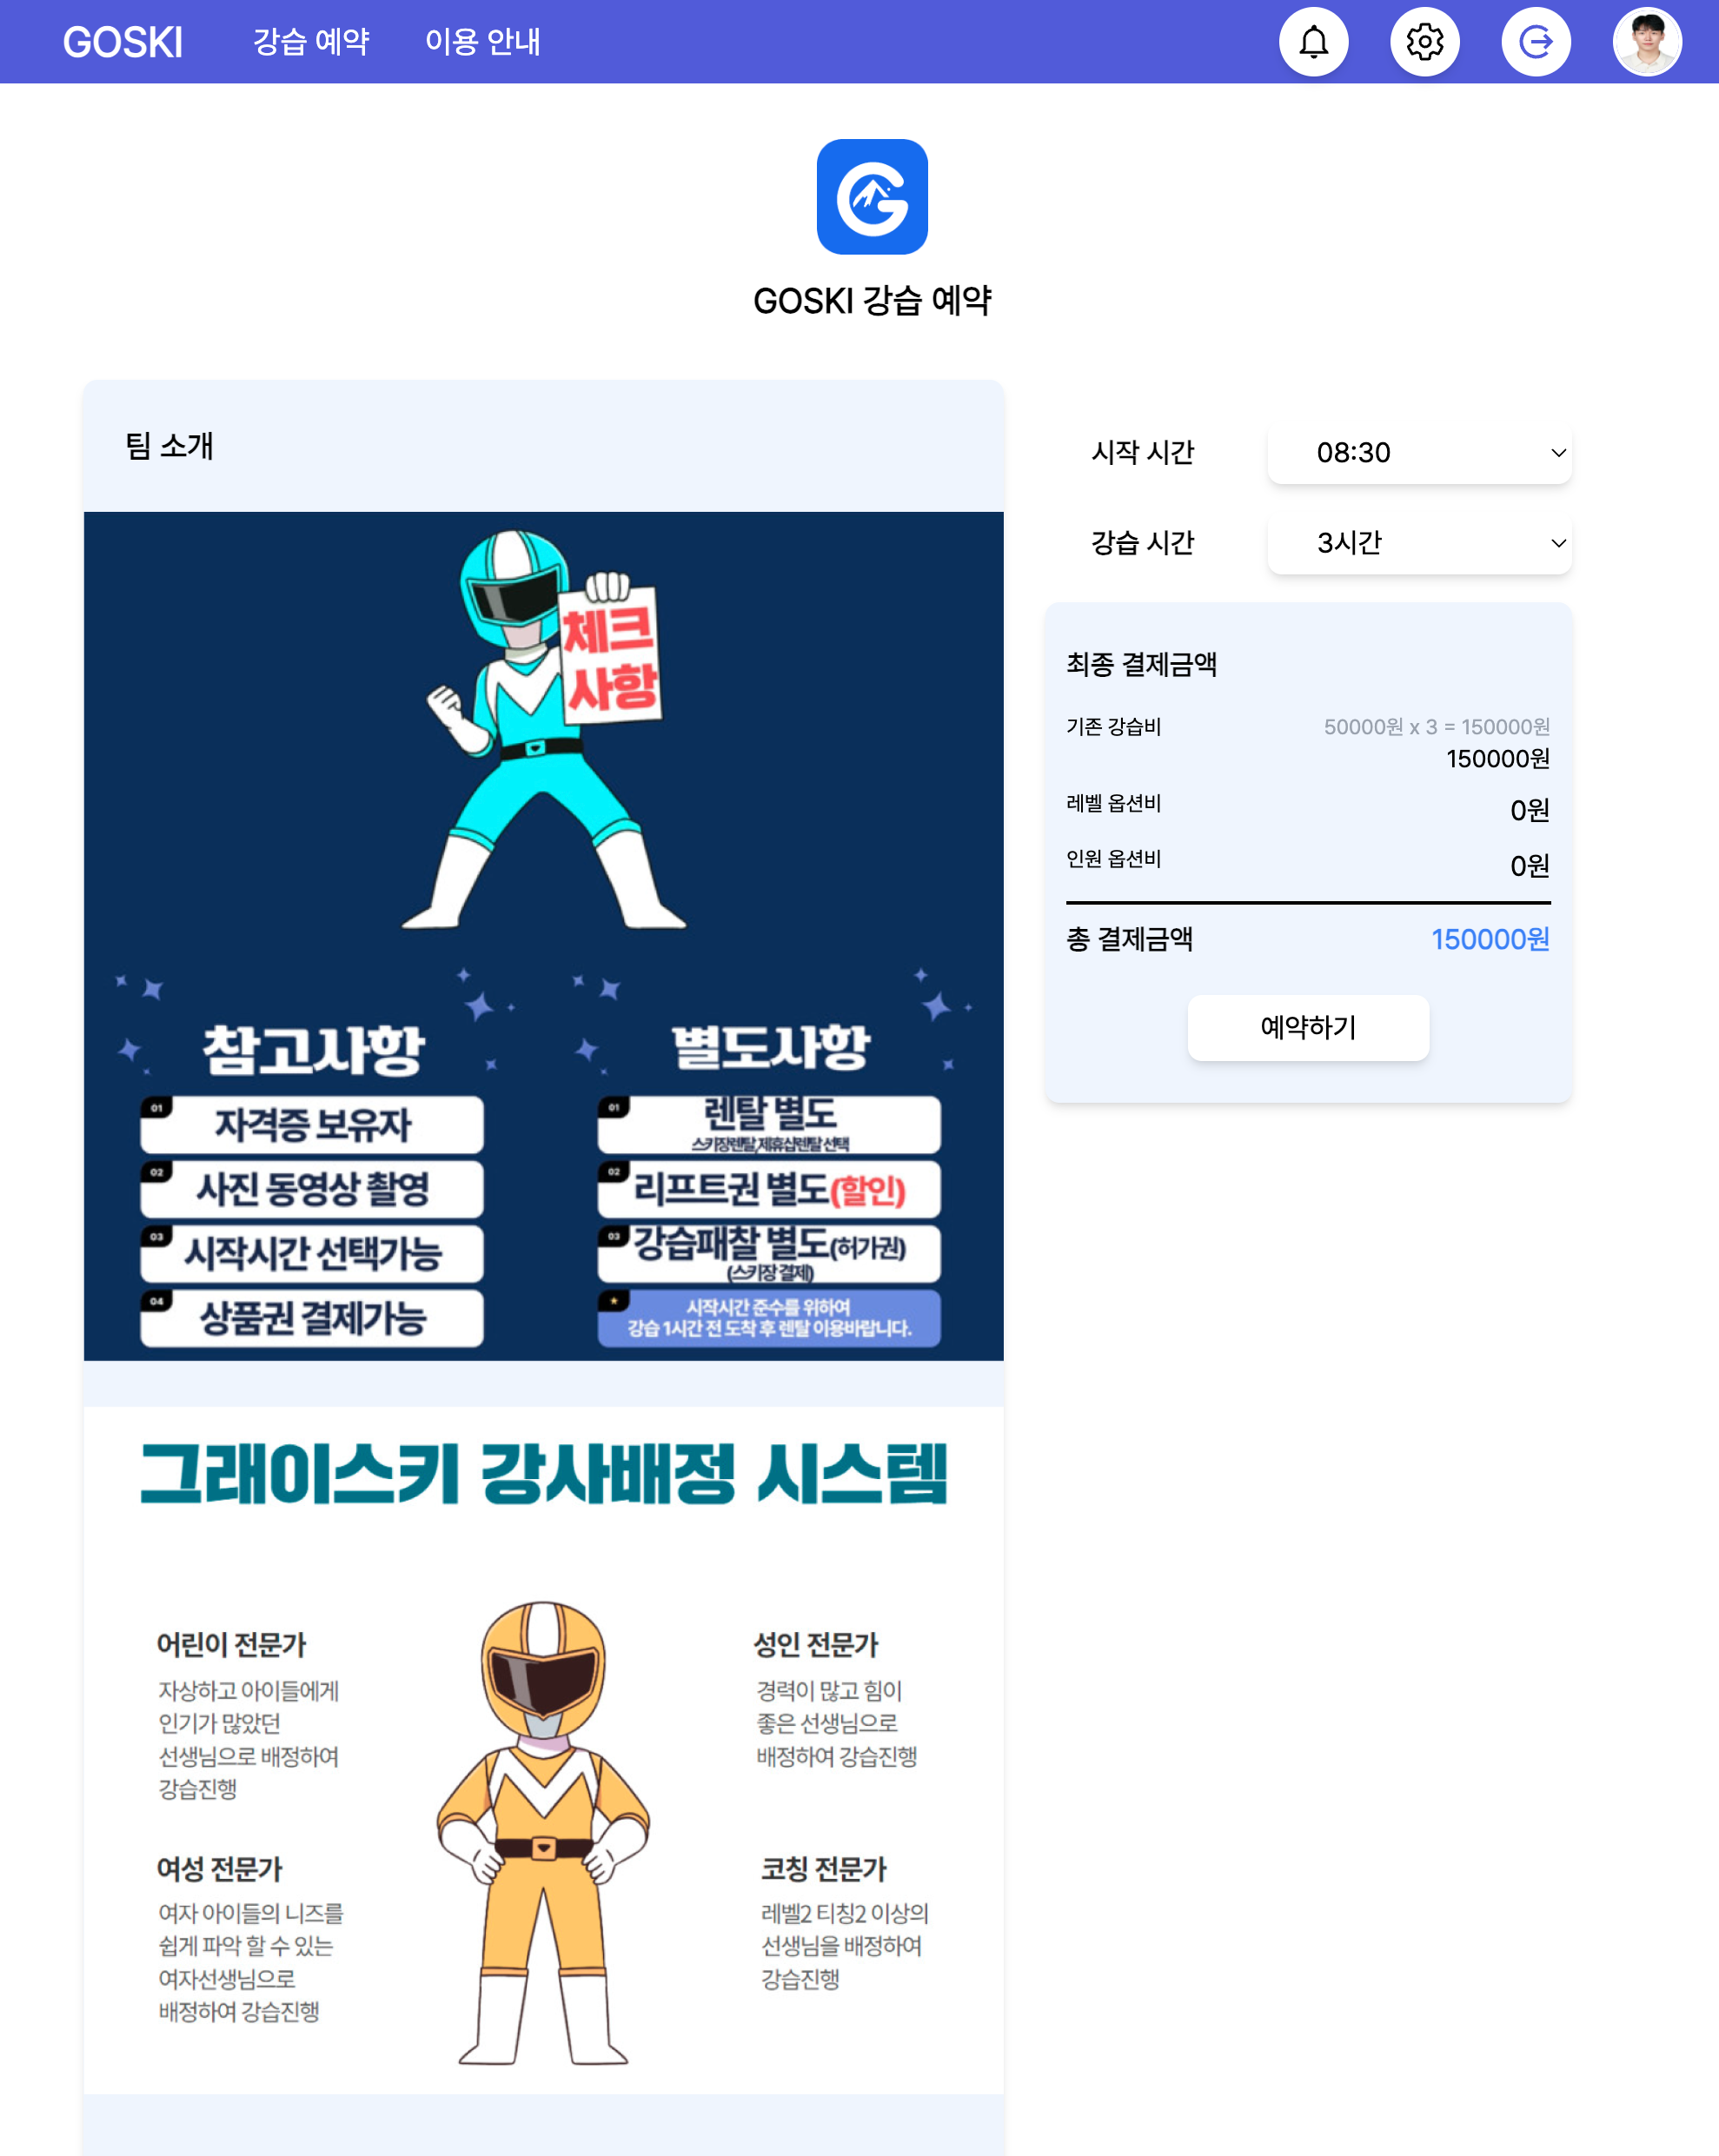 GOSKI
강습 예약
이용 안내
GOSKI 강습 예약
팀 소개
체크
사항
참고사항
01
자격증 보유자
02
사진 동영상 촬영
03
시작시간 선택가능
04
상품권 결제가능
별도사항
01
렌탈 별도
스키장렌탈,제휴샵렌탈 선택
02
리프트권 별도(할인)
03
강습패찰 별도(허가권)
(스키장 결제)
시작시간 준수를 위하여
강습 1시간 전 도착 후 렌탈 이용바랍니다.
그래이스키 강사배정 시스템
어린이 전문가
자상하고 아이들에게
인기가 많았던
선생님으로 배정하여
강습진행
성인 전문가
경력이 많고 힘이
좋은 선생님으로
배정하여 강습진행
여성 전문가
여자 아이들의 니즈를
쉽게 파악 할 수 있는
여자선생님으로
배정하여 강습진행
코칭 전문가
레벨2 티칭2 이상의
선생님을 배정하여
강습진행
시작 시간
08:30
강습 시간
3시간
최종 결제금액
기존 강습비
50000원 x 3 = 150000원
150000원
레벨 옵션비
0원
인원 옵션비
0원
총 결제금액
150000원
예약하기